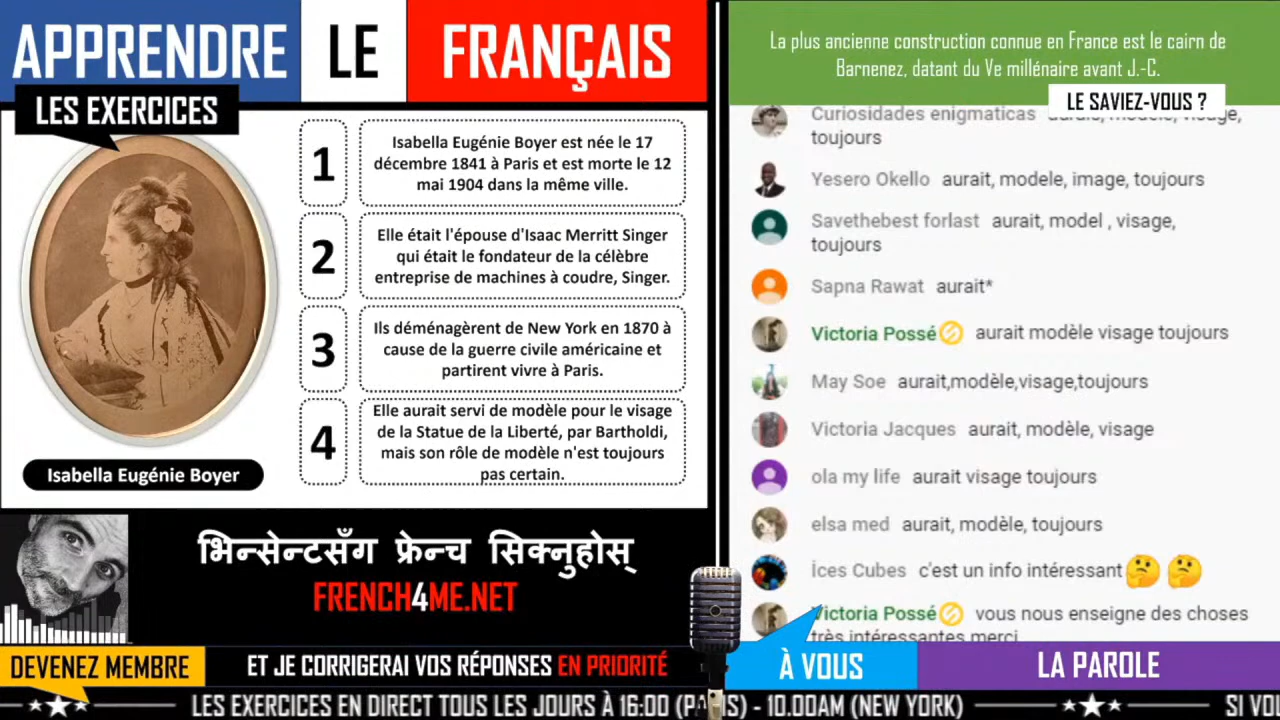 APPRENDRE LE FRANÇAIS
LES EXERCICES
1
Isabella Eugénie Boyer est née le 17
décembre 1841 à Paris et est morte le 12
mai 1904 dans la même ville.
2
Elle était l'épouse d'Isaac Merritt Singer
qui était le fondateur de la célèbre
entreprise de machines à coudre, Singer.
3
Ils déménagèrent de New York en 1870 à
cause de la guerre civile américaine et
partirent vivre à Paris.
4
Elle aurait servi de modèle pour le visage
de la Statue de la Liberté, par Bartholdi,
mais son rôle de modèle n'est toujours
pas certain.
Isabella Eugénie Boyer
भिन्सेन्टसँग फ्रेन्च सिक्नुहोस्
FRENCH4ME.NET
DEVENEZ MEMBRE
ET JE CORRIGERAI VOS RÉPONSES EN PRIORITÉ
La plus ancienne construction connue en France est le cairn de
Barnenez, datant du Ve millénaire avant J.-C.
LE SAVIEZ-VOUS ?
Curiosidades enigmaticas aurais, modèle, visage,
toujours
Yesero Okello aurait, modele, image, toujours
Savethebest forlast aurait, model , visage,
toujours
Sapna Rawat aurait*
Victoria Possé aurait modèle visage toujours
May Soe aurait,modèle,visage,toujours
Victoria Jacques aurait, modèle, visage
ola my life aurait visage toujours
elsa med aurait, modèle, toujours
İces Cubes c'est un info intéressant 🤔 🤔
Victoria Possé vous nous enseigne des choses
très intéressantes merci
À VOUS LA PAROLE
LES EXERCICES EN DIRECT TOUS LES JOURS À 16:00 (PARIS) - 10.00AM (NEW YORK)
SI VOU